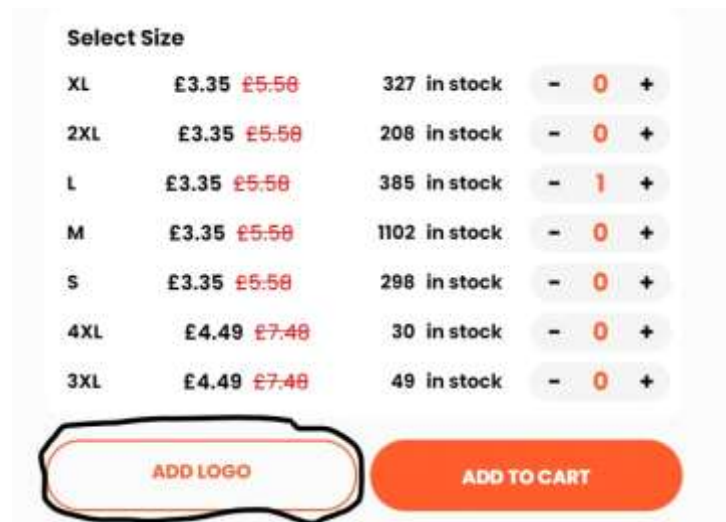 Select Size
XL £3.35 £5.58 327 in stock - 0 +
2XL £3.35 £5.58 208 in stock - 0 +
L £3.35 £5.58 385 in stock - 1 +
M £3.35 £5.58 1102 in stock - 0 +
S £3.35 £5.58 298 in stock - 0 +
4XL £4.49 £7.48 30 in stock - 0 +
3XL £4.49 £7.48 49 in stock - 0 +
ADD LOGO ADD TO CART